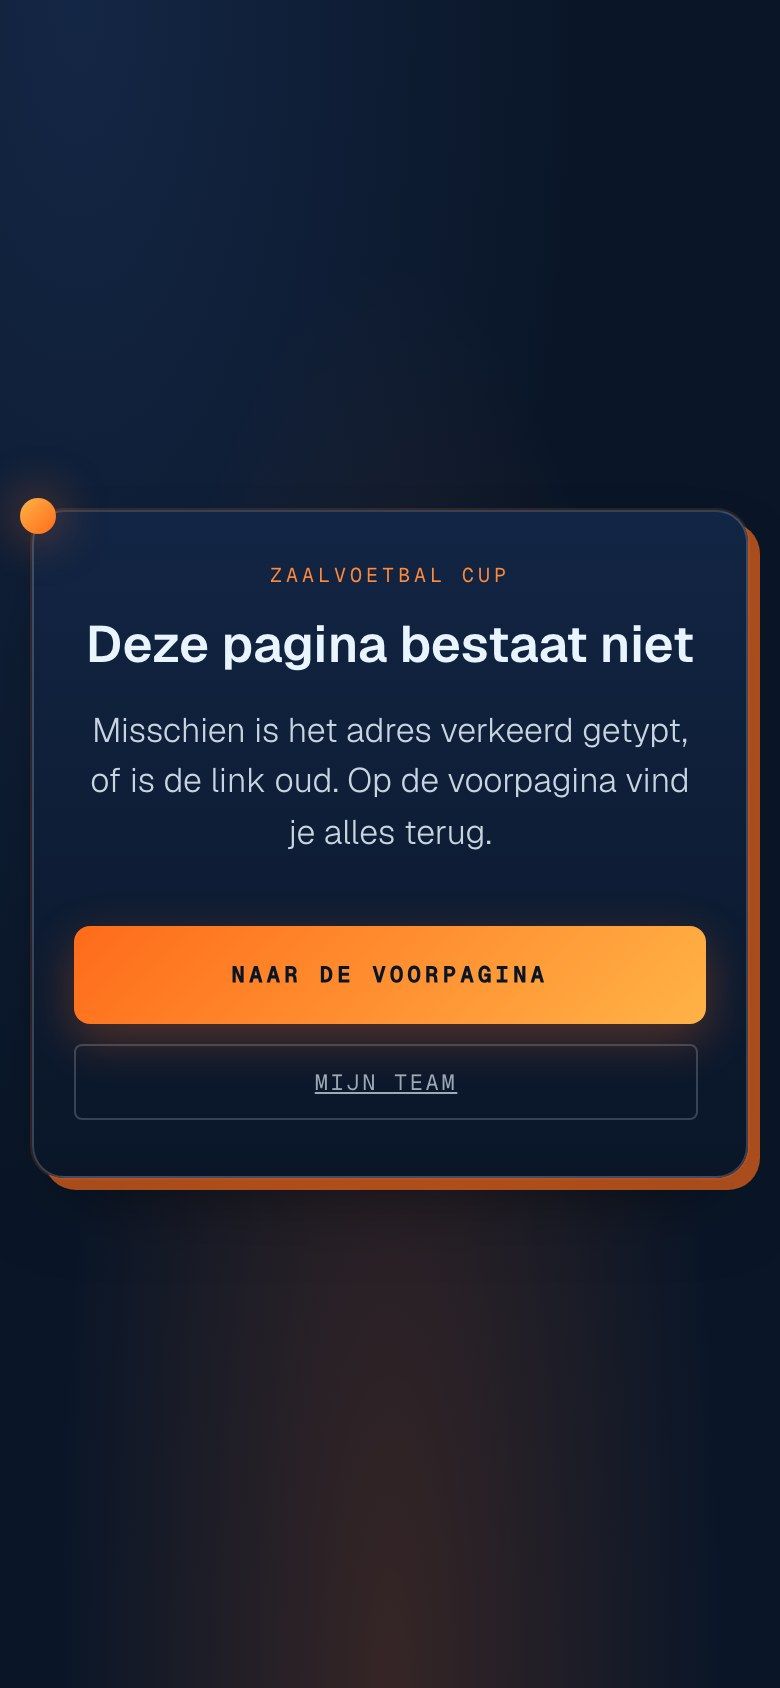 ZAALVOETBAL CUP
Deze pagina bestaat niet
Misschien is het adres verkeerd getypt,
of is de link oud. Op de voorpagina vind
je alles terug.
NAAR DE VOORPAGINA
MIJN TEAM